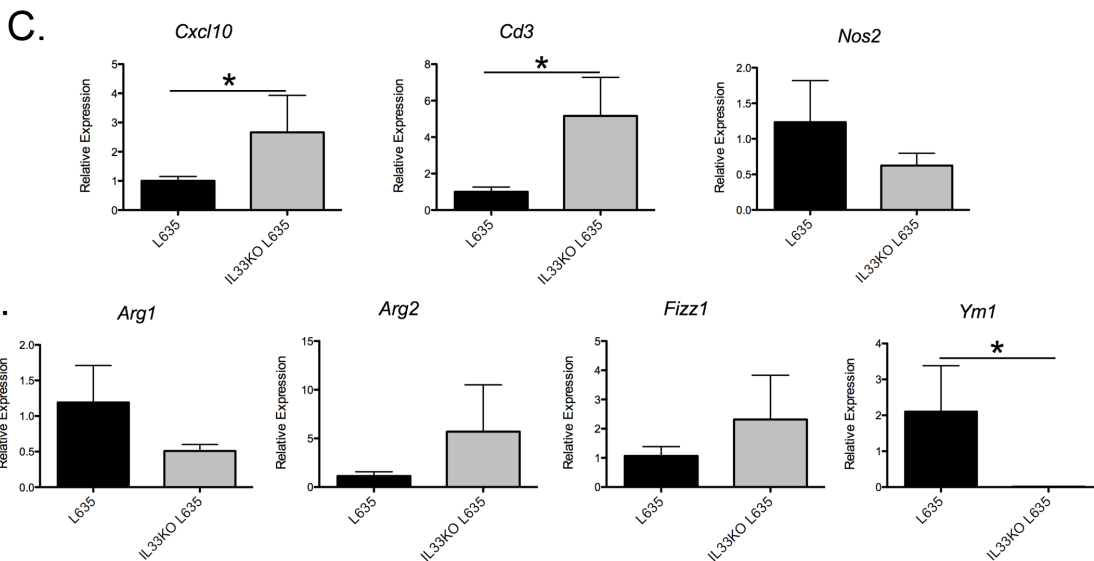 C.
Cxcl10
Cd3
Nos2
Relative Expression
5
4
3
2
1
0
*
L635
IL33KO L635
Relative Expression
8
6
4
2
0
*
L635
IL33KO L635
Relative Expression
2.0
1.5
1.0
0.5
0.0
L635
IL33KO L635
.
Arg1
Arg2
Fizz1
Ym1
Relative Expression
2.0
1.5
1.0
0.5
0.0
L635
IL33KO L635
Relative Expression
15
10
5
0
L635
IL33KO L635
Relative Expression
5
4
3
2
1
0
L635
IL33KO L635
Relative Expression
4
3
2
1
0
*
L635
IL33KO L635